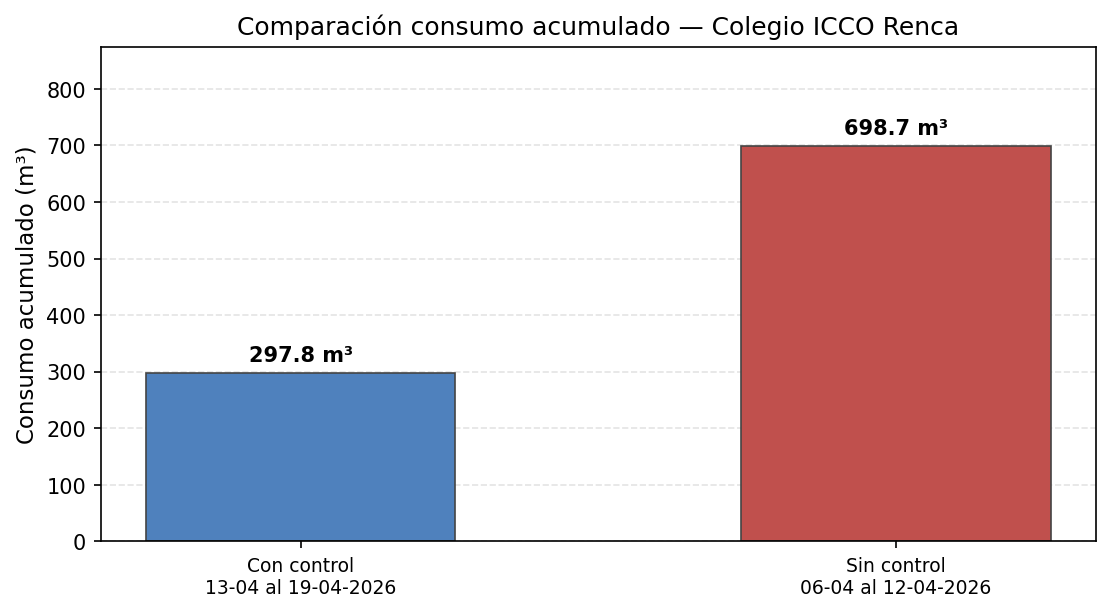 Comparación consumo acumulado — Colegio ICCO Renca
Consumo acumulado (m³)
800
700
600
500
400
300
200
100
0
297.8 m³
698.7 m³
Con control
13-04 al 19-04-2026
Sin control
06-04 al 12-04-2026